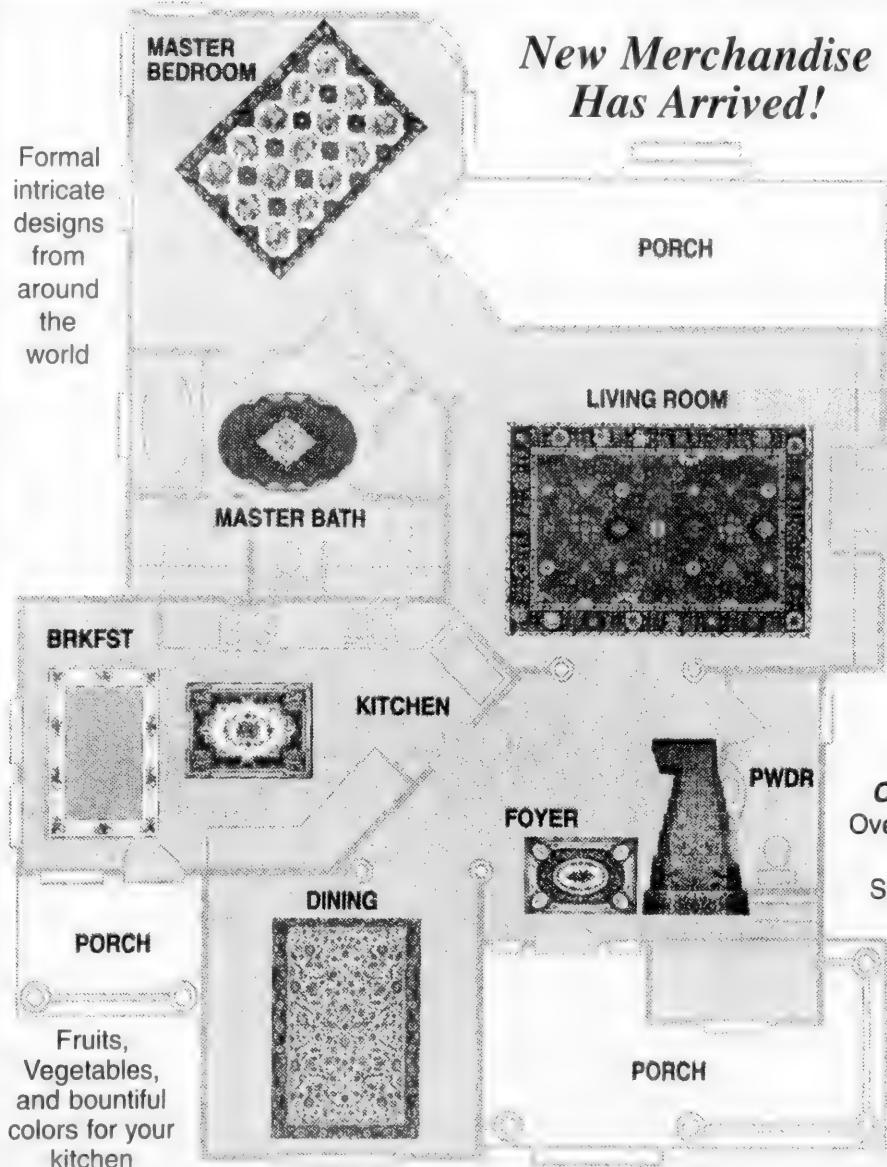 New Merchandise
Has Arrived!
MASTER
BEDROOM
Formal
intricate
designs
from
around
the
world
PORCH
LIVING ROOM
MASTER BATH
BRKFST
KITCHEN
PWDR
FOYER
DINING
PORCH
Fruits,
Vegetables,
and bountiful
colors for your
kitchen
PORCH